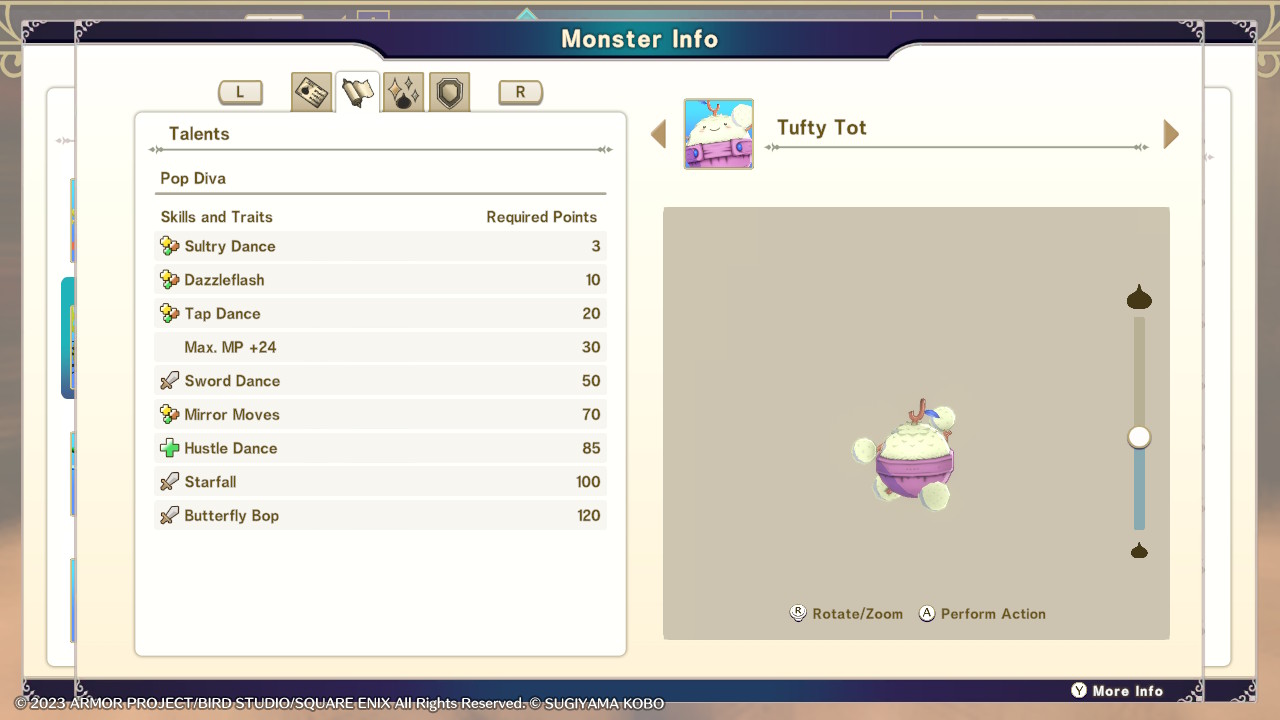 Monster Info
L
R
Talents
Pop Diva
Skills and Traits Required Points
Sultry Dance 3
Dazzleflash 10
Tap Dance 20
Max. MP +24 30
Sword Dance 50
Mirror Moves 70
Hustle Dance 85
Starfall 100
Butterfly Bop 120
Tufty Tot
R Rotate/Zoom A Perform Action
Y More Info
© 2023 ARMOR PROJECT/BIRD STUDIO/SQUARE ENIX All Rights Reserved. © SUGIYAMA KOBO